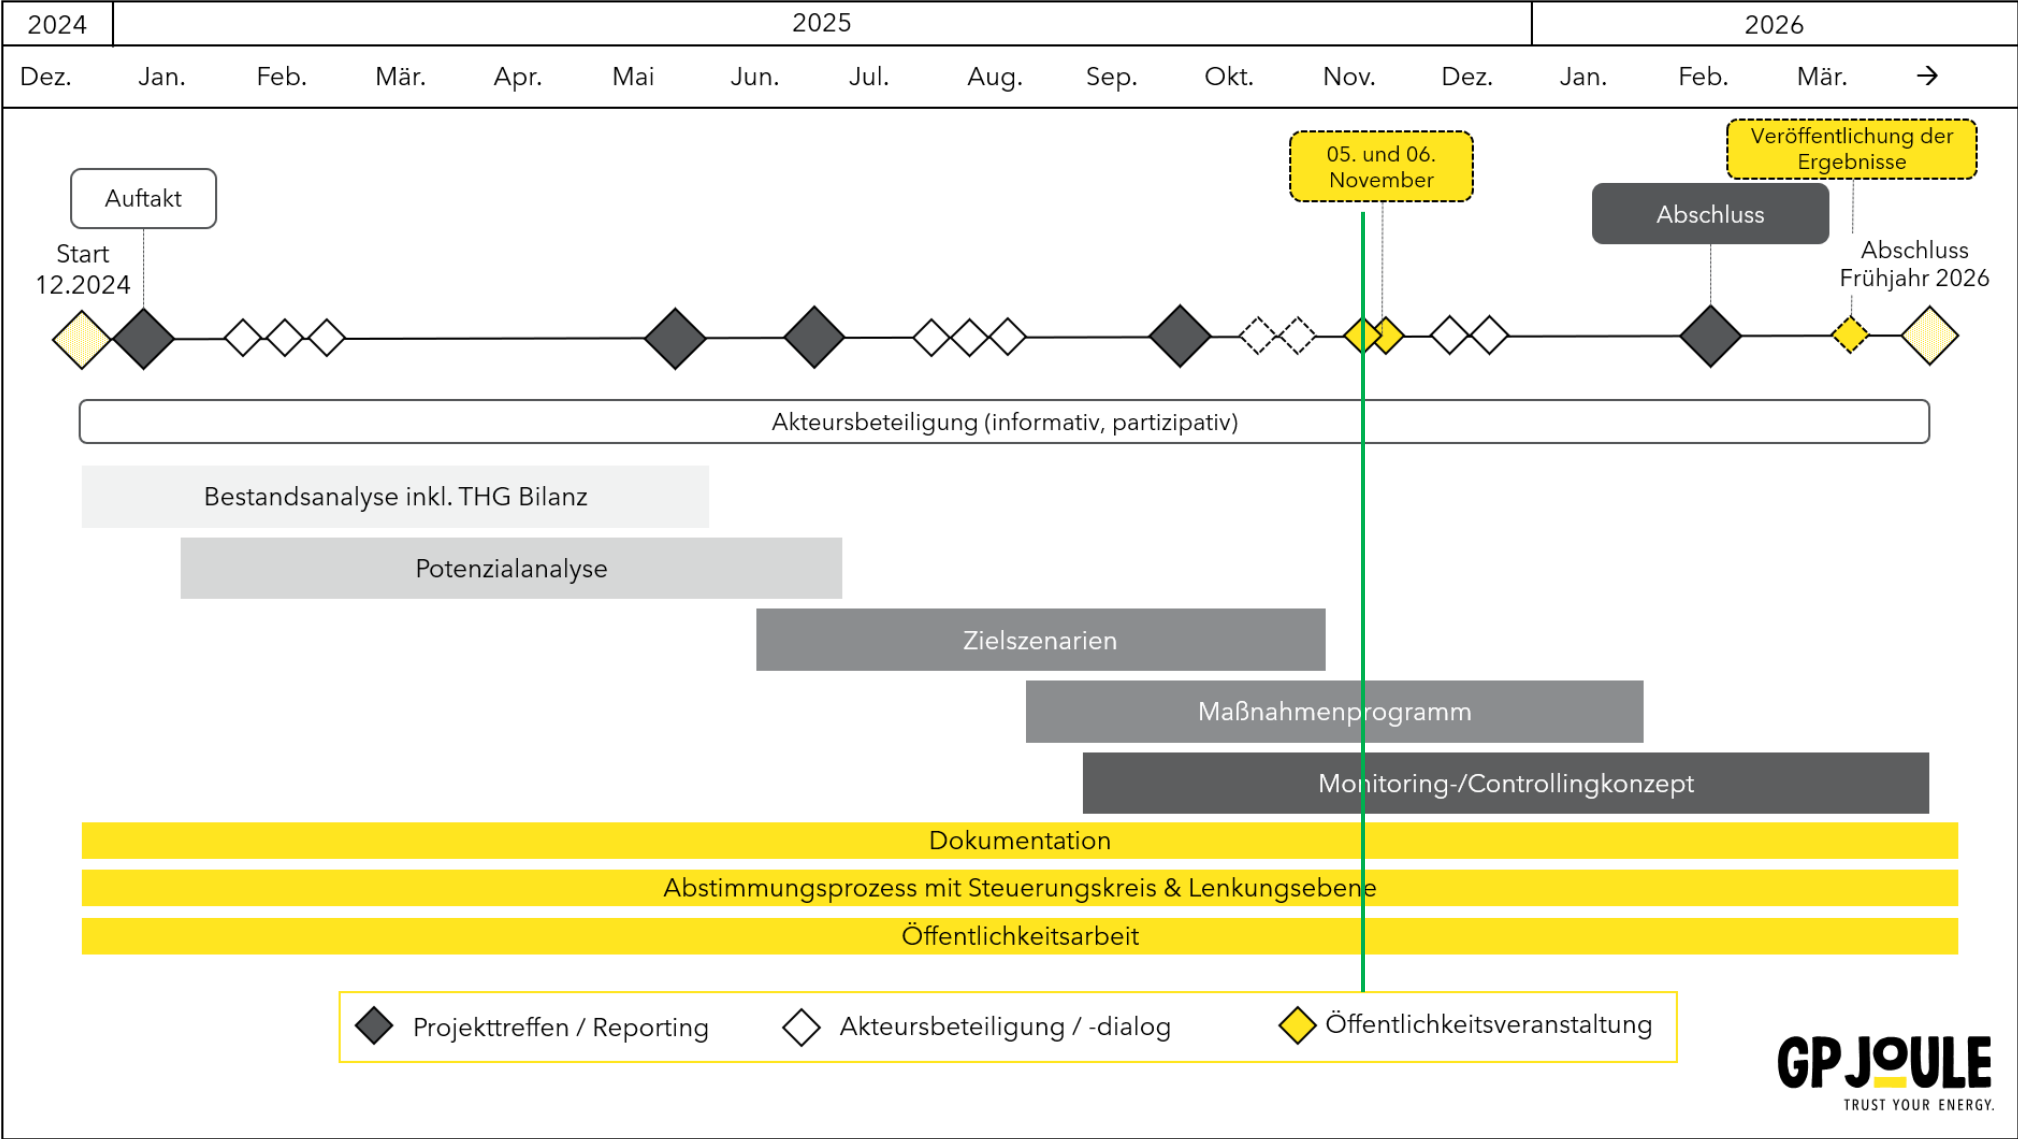 2024
2025
2026
Dez. Jan. Feb. Mär. Apr. Mai Jun. Jul. Aug. Sep. Okt. Nov. Dez. Jan. Feb. Mär. →
Auftakt
Start
12.2024
05. und 06.
November
Veröffentlichung der
Ergebnisse
Abschluss
Abschluss
Frühjahr 2026
Akteursbeteiligung (informativ, partizipativ)
Bestandsanalyse inkl. THG Bilanz
Potenzialanalyse
Zielszenarien
Maßnahmenprogramm
Monitoring-/Controllingkonzept
Dokumentation
Abstimmungsprozess mit Steuerungskreis & Lenkungsebene
Öffentlichkeitsarbeit
Projekttreffen / Reporting
Akteursbeteiligung / -dialog
Öffentlichkeitsveranstaltung
GP JOULE
TRUST YOUR ENERGY.